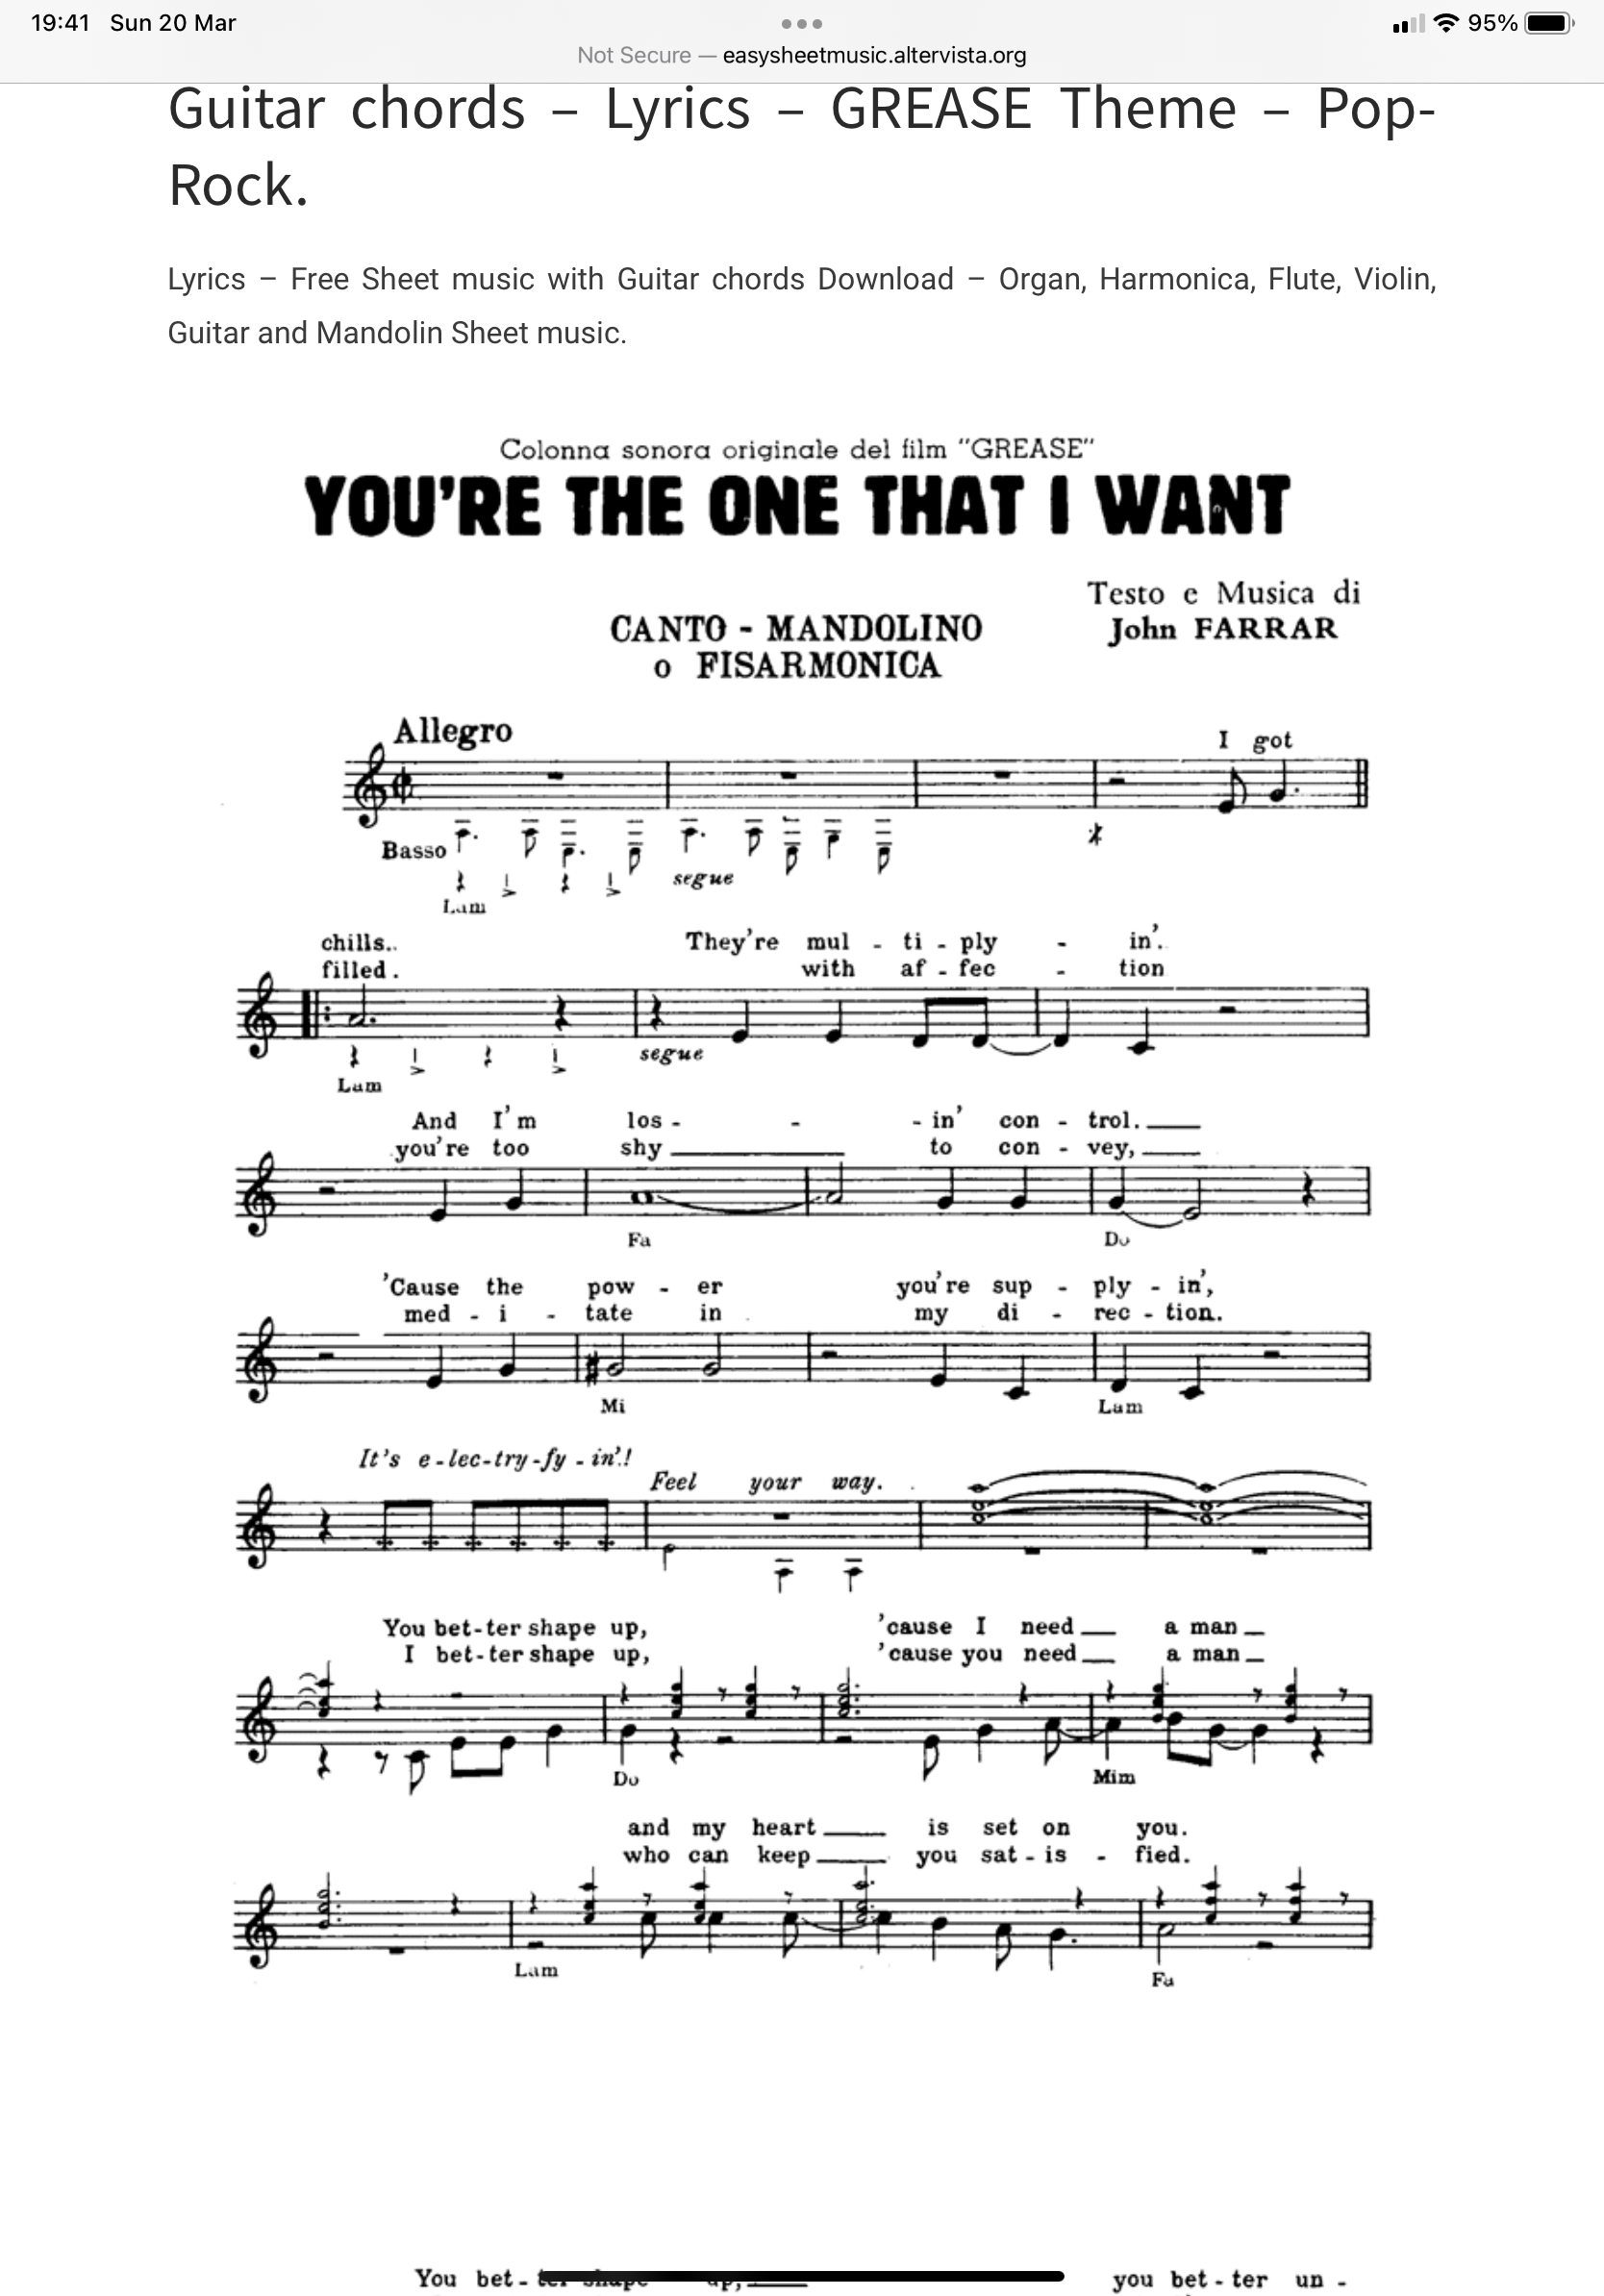 19:41 Sun 20 Mar
95%
Not Secure — easysheetmusic.altervista.org
Guitar chords – Lyrics – GREASE Theme – Pop-
Rock.
Lyrics – Free Sheet music with Guitar chords Download – Organ, Harmonica, Flute, Violin,
Guitar and Mandolin Sheet music.
Colonna sonora originale del film "GREASE"
YOU'RE THE ONE THAT I WANT
Testo e Musica di
John FARRAR
CANTO - MANDOLINO
o FISARMONICA
Allegro
I got
Basso
segue
Lam
chills.. They're mul - ti - ply - in'.
filled. with af - fec - tion
segue
Lam
And I'm los - - - in' con - trol.
you're too shy to con - vey,
Fa Do
'Cause the pow - er you're sup - ply - in',
med - i - tate in my di - rec - tion.
Mi Lam
It's e-lec-try-fy-in'!
Feel your way.
You bet-ter shape up, 'cause I need a man
I bet-ter shape up, 'cause you need a man
Do Mim
and my heart is set on you.
who can keep you sat - is - fied.
Lam
Fa
You bet - ter shape up, you bet - ter un -